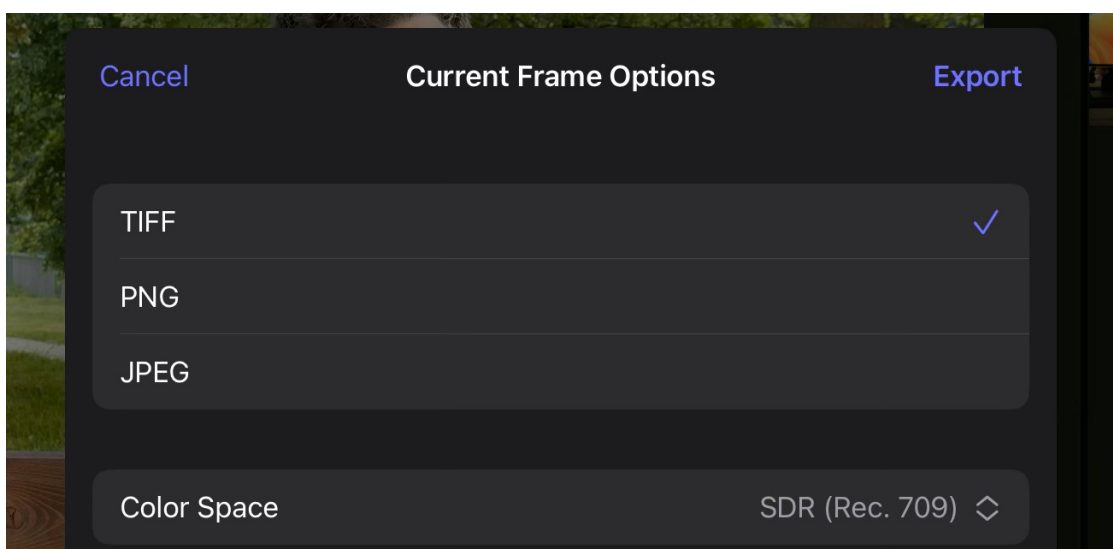 Cancel Current Frame Options Export
TIFF
PNG
JPEG
Color Space SDR (Rec. 709)